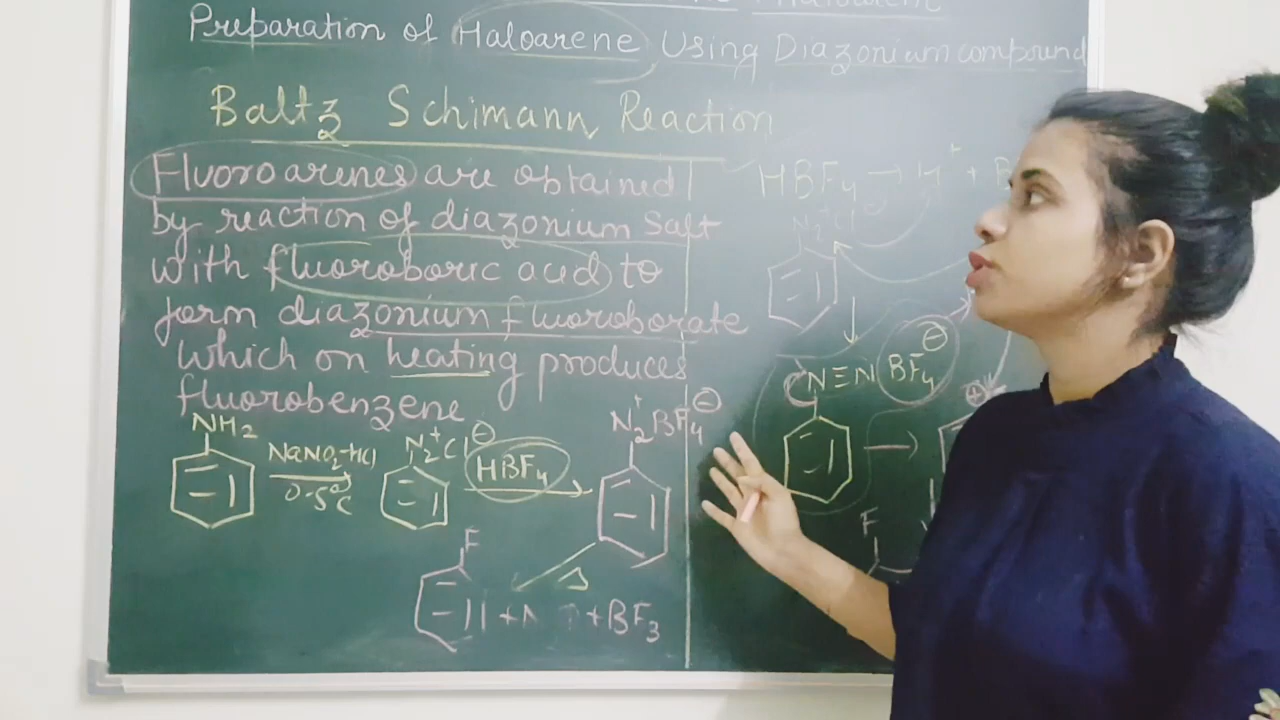 Preparation of Haloarene Using Diazonium compound
Baltz Schimann Reaction
Fluoroarenes are obtained
by reaction of diazonium salt
with fluoroboric acid to
form diazonium fluoroborate
which on heating produces
fluorobenzene
NH₂
NaNO₂-HCl
0-5°C
N₂⁺Cl⊖
HBF₄
N₂⁺BF₄⊖
Δ
F
+ BF₃
HBF₄ → H⁺ +
N₂⁺Cl⊖
N≡N BF₄⊖
⊕
F